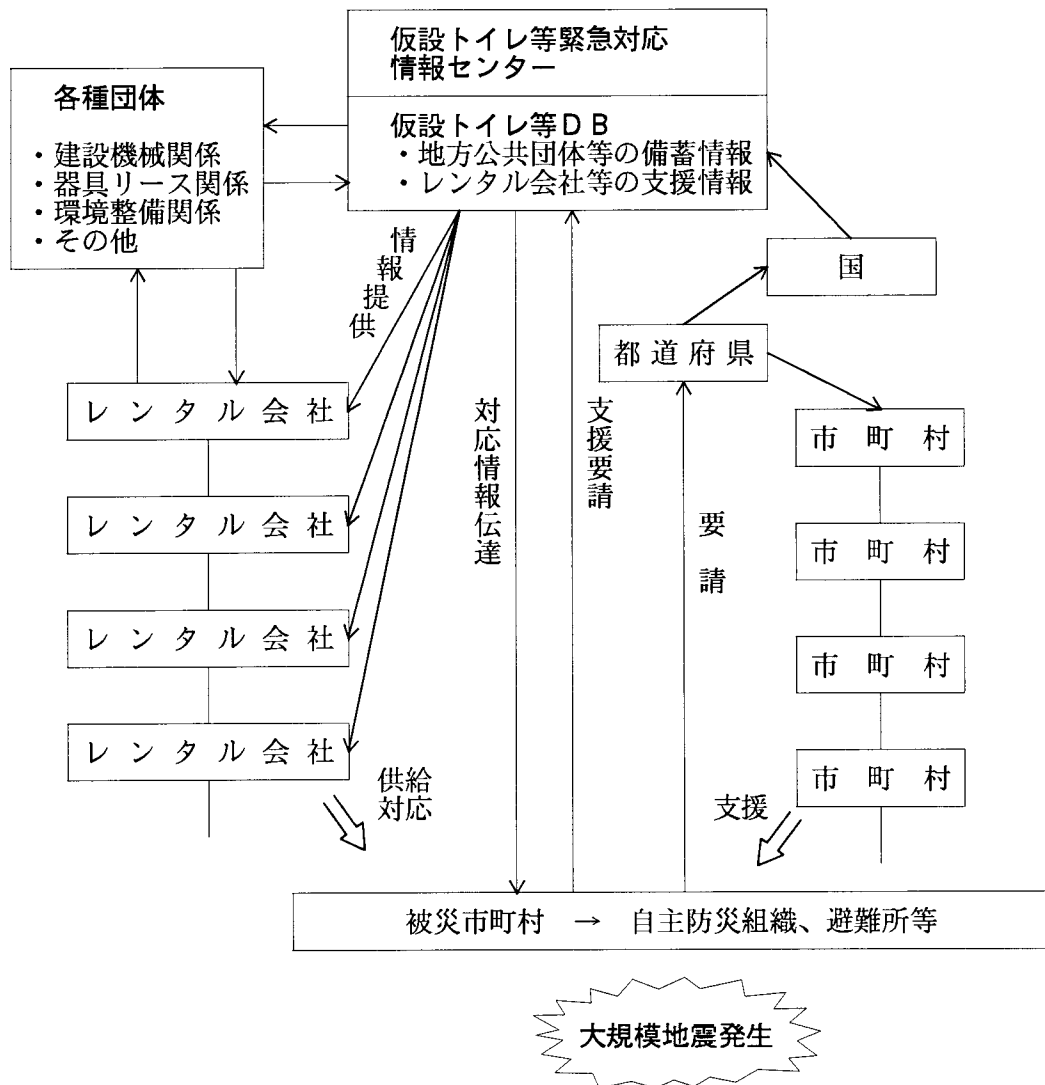 仮設トイレ等緊急対応
情報センター
仮設トイレ等DB
・地方公共団体等の備蓄情報
・レンタル会社等の支援情報
各種団体
・建設機械関係
・器具リース関係
・環境整備関係
・その他
情報提供
国
都道府県
レンタル会社
レンタル会社
レンタル会社
レンタル会社
対応情報伝達
支援要請
要請
市町村
市町村
市町村
市町村
供給
対応
支援
被災市町村 → 自主防災組織、避難所等
大規模地震発生